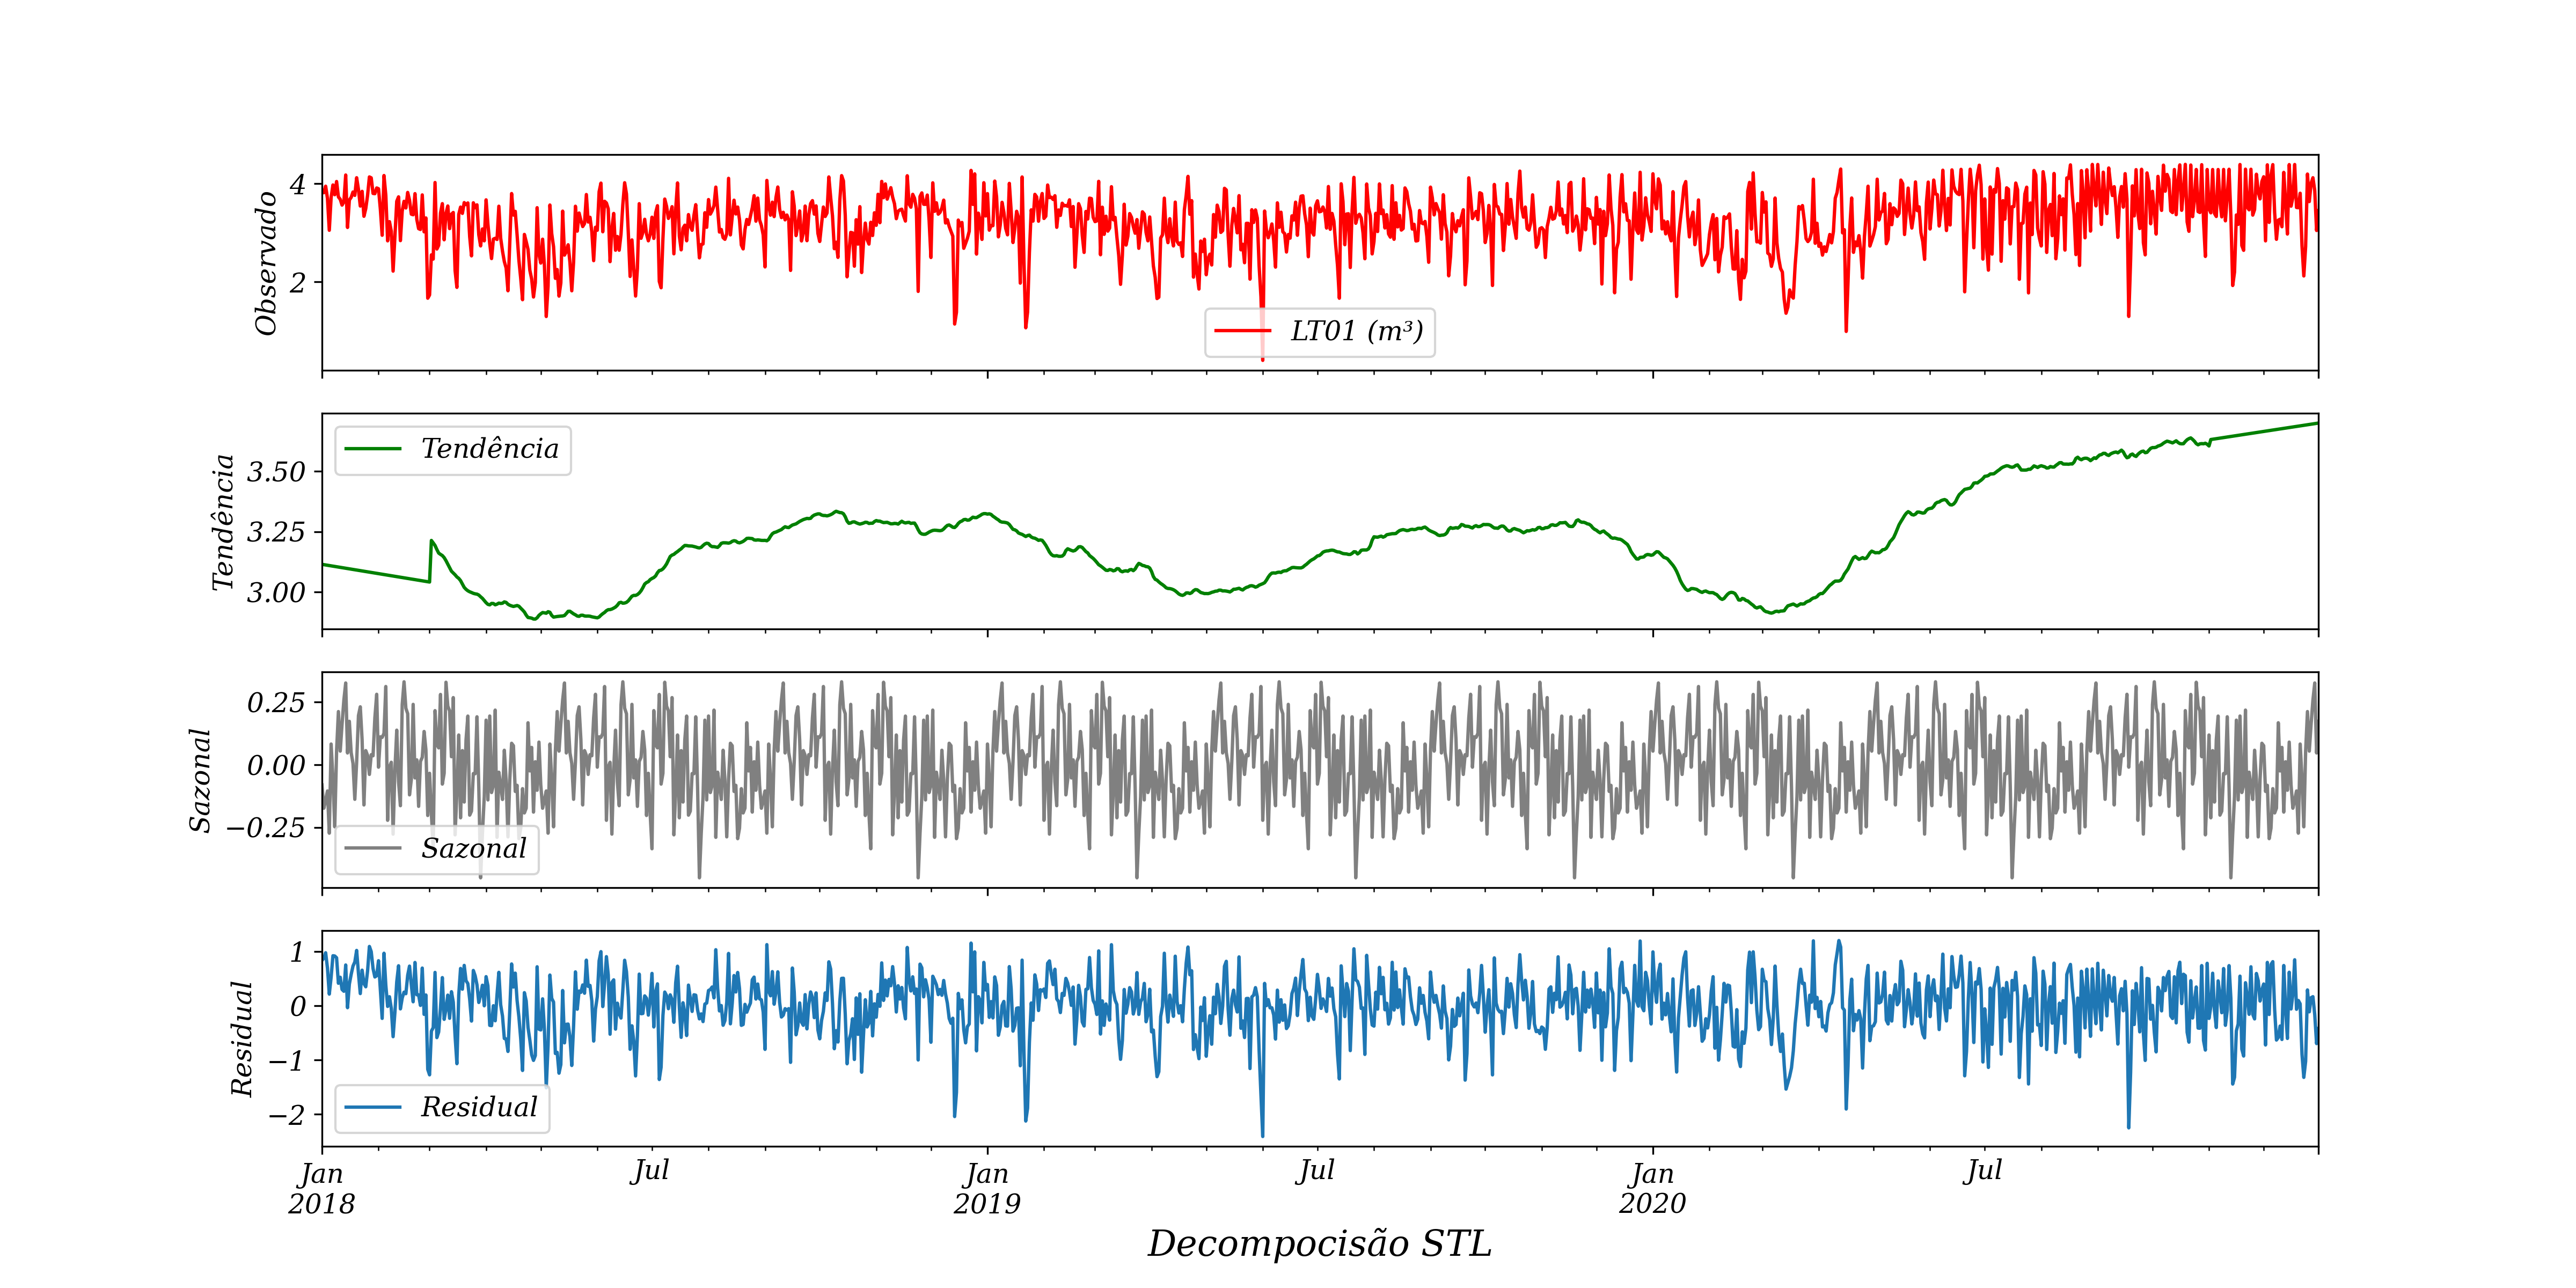 Observado
4
2
LT01 (m³)
Tendência
3.50
3.25
3.00
Tendência
Sazonal
0.25
0.00
−0.25
Sazonal
Residual
1
0
−1
−2
Residual
Jan
2018
Jul
Jan
2019
Jul
Jan
2020
Jul
Decompocisão STL